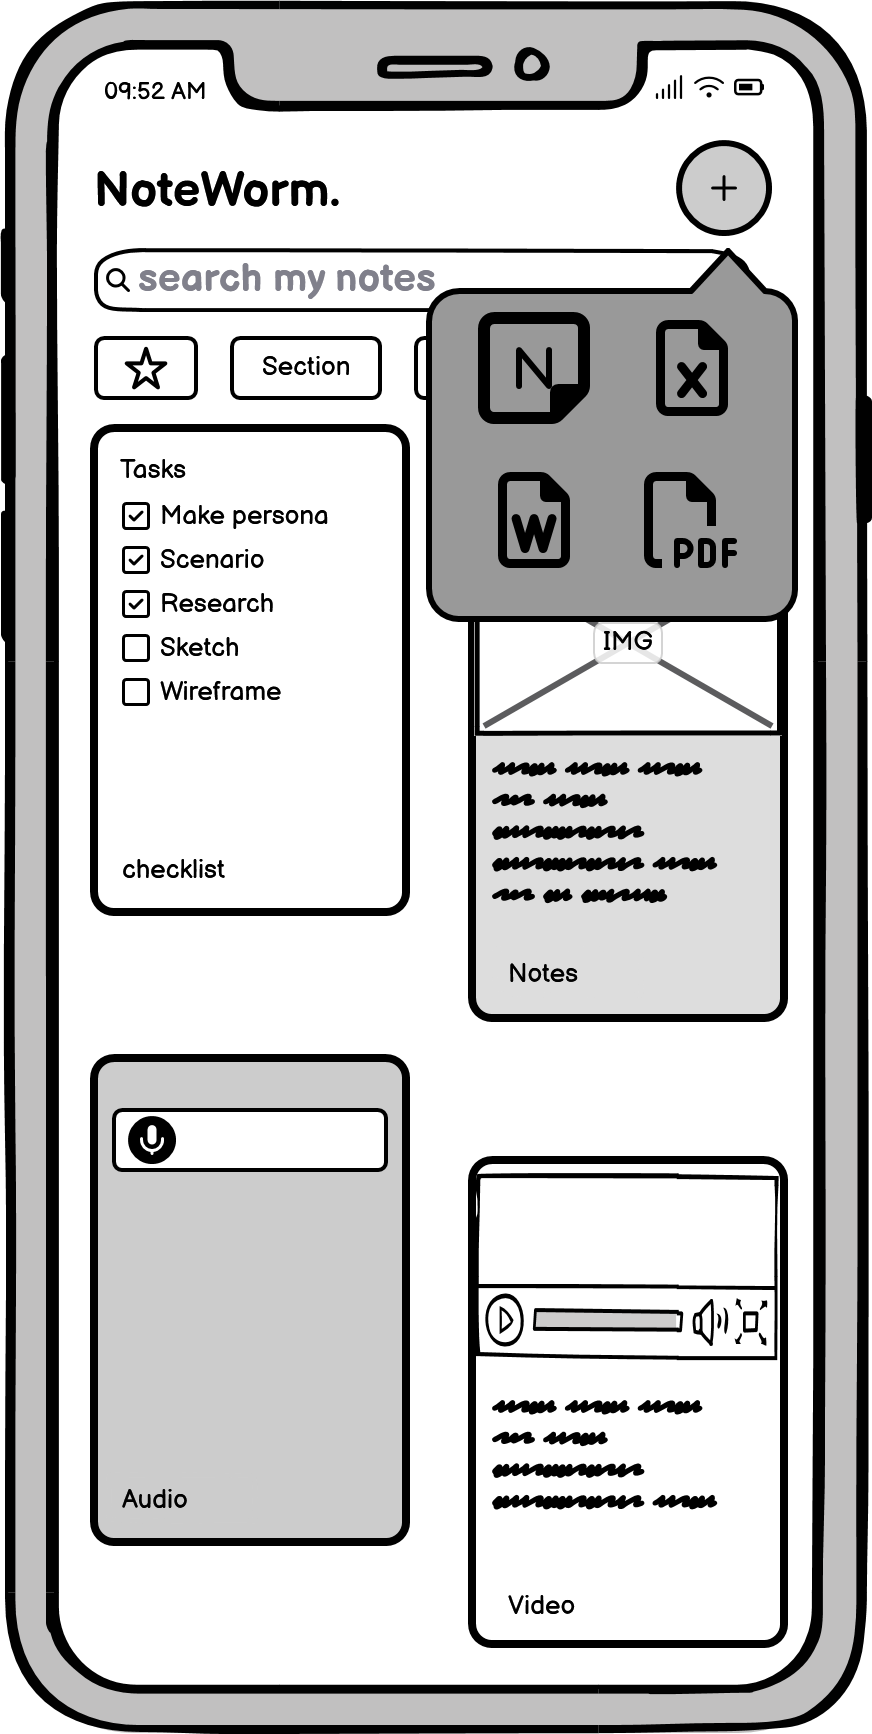 09:52 AM
NoteWorm.
search my notes
Section
N
X
W
PDF
Tasks
Make persona
Scenario
Research
Sketch
Wireframe
checklist
IMG
Notes
Audio
Video